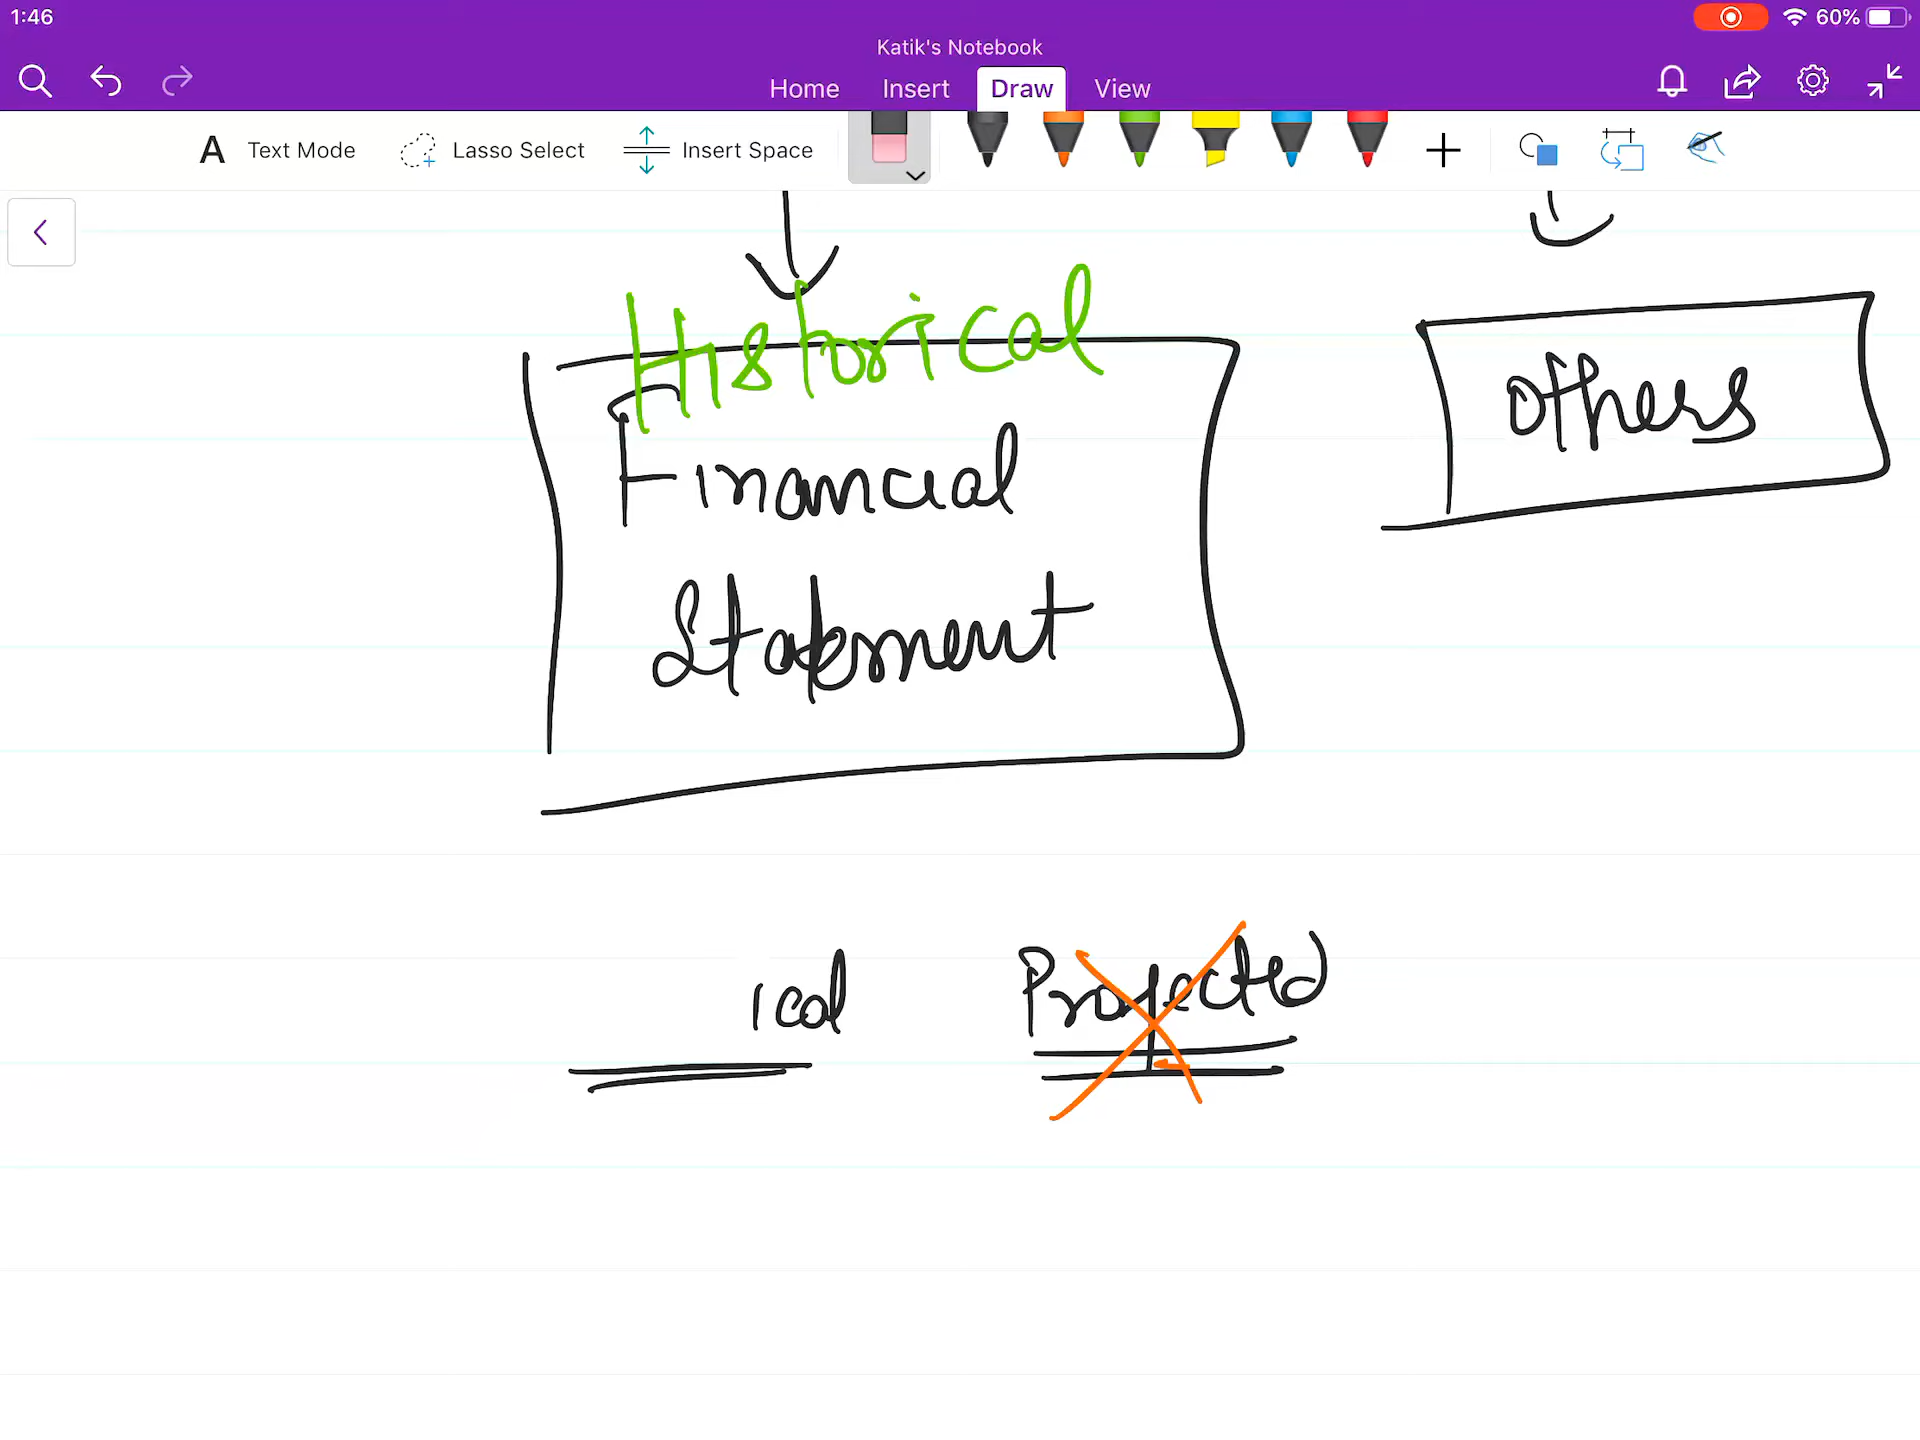 1:46
60%
Katik's Notebook
Home Insert Draw View
A Text Mode Lasso Select Insert Space
Historical
Financial
Statement
others
ical Projected